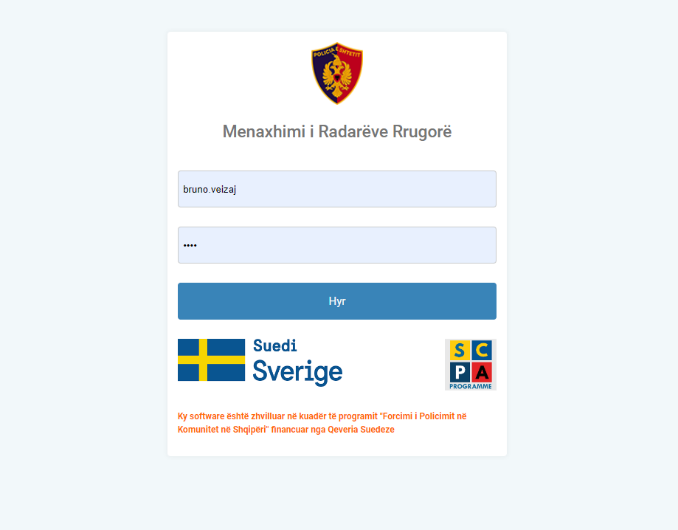 POLICIA E SHTETIT
Menaxhimi i Radarëve Rrugorë
bruno.veizaj
••••
Hyr
Suedi
Sverige
S C
P A
PROGRAMME
Ky software është zhvilluar në kuadër të programit "Forcimi i Policimit në
Komunitet në Shqipëri" financuar nga Qeveria Suedeze